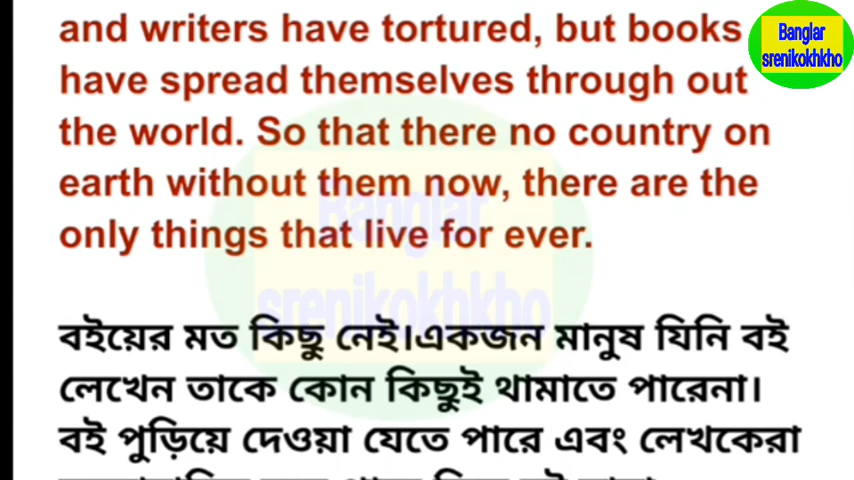 and writers have tortured, but books
have spread themselves through out
the world. So that there no country on
earth without them now, there are the
only things that live for ever.
বইয়ের মত কিছু নেই।একজন মানুষ যিনি বই
লেখেন তাকে কোন কিছুই থামাতে পারেনা।
বই পুড়িয়ে দেওয়া যেতে পারে এবং লেখকেরা
Banglar
srenikokhkho
Banglar
srenikokhkho